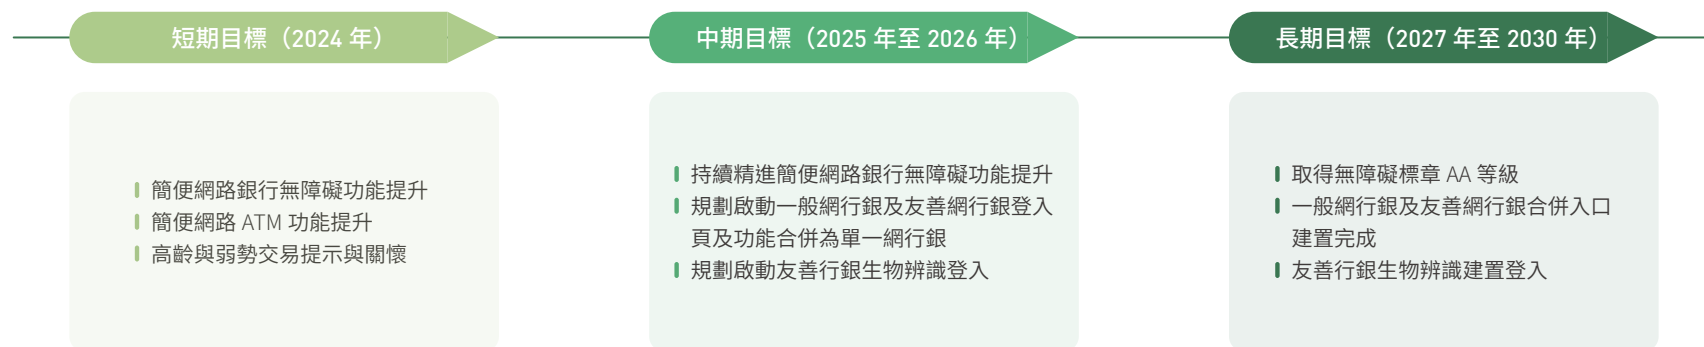 短期目標（2024 年）
簡便網路銀行無障礙功能提升
簡便網路 ATM 功能提升
高齡與弱勢交易提示與關懷
中期目標（2025 年至 2026 年）
持續精進簡便網路銀行無障礙功能提升
規劃啟動一般網行銀及友善網行銀登入
頁及功能合併為單一網行銀
規劃啟動友善行銀生物辨識登入
長期目標（2027 年至 2030 年）
取得無障礙標章 AA 等級
一般網行銀及友善網行銀合併入口
建置完成
友善行銀生物辨識建置登入